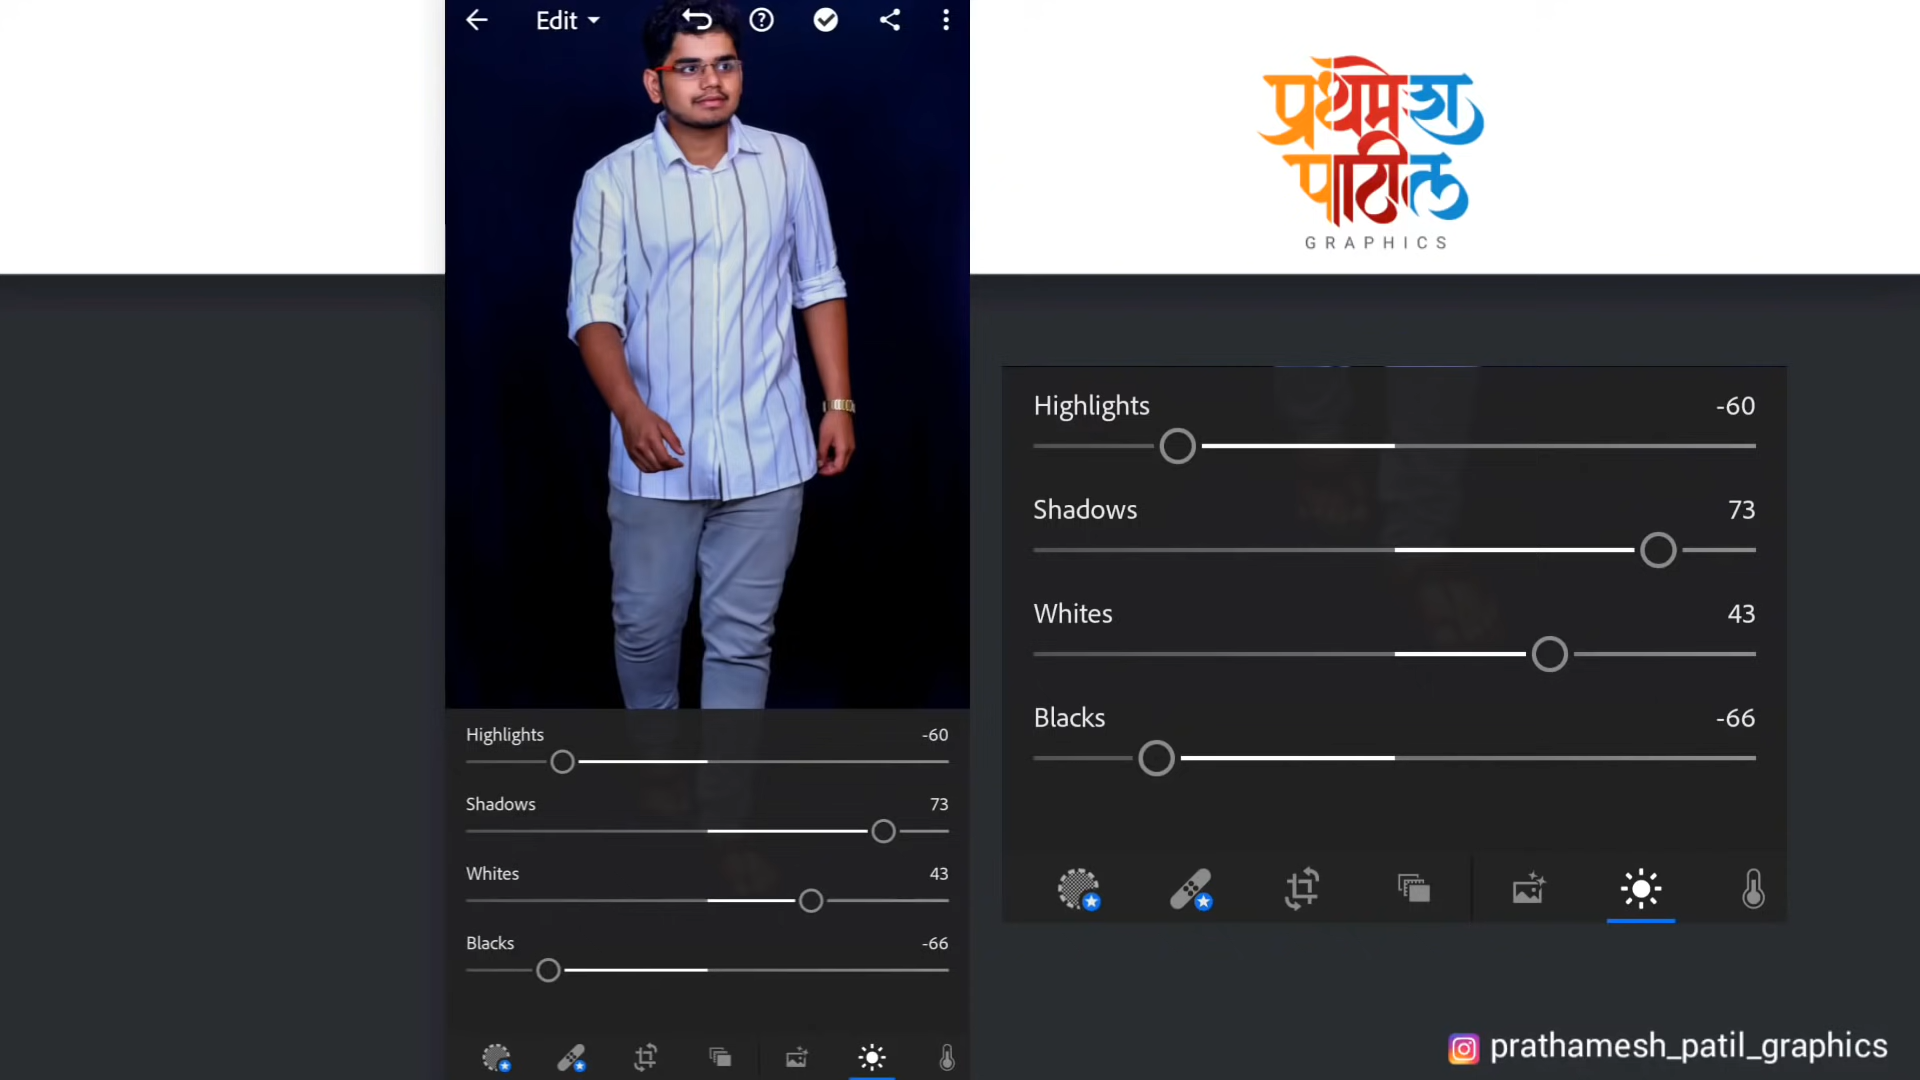 Edit
प्रथमेश
पाटील
GRAPHICS
Highlights -60
Shadows 73
Whites 43
Blacks -66
Highlights -60
Shadows 73
Whites 43
Blacks -66
prathamesh_patil_graphics